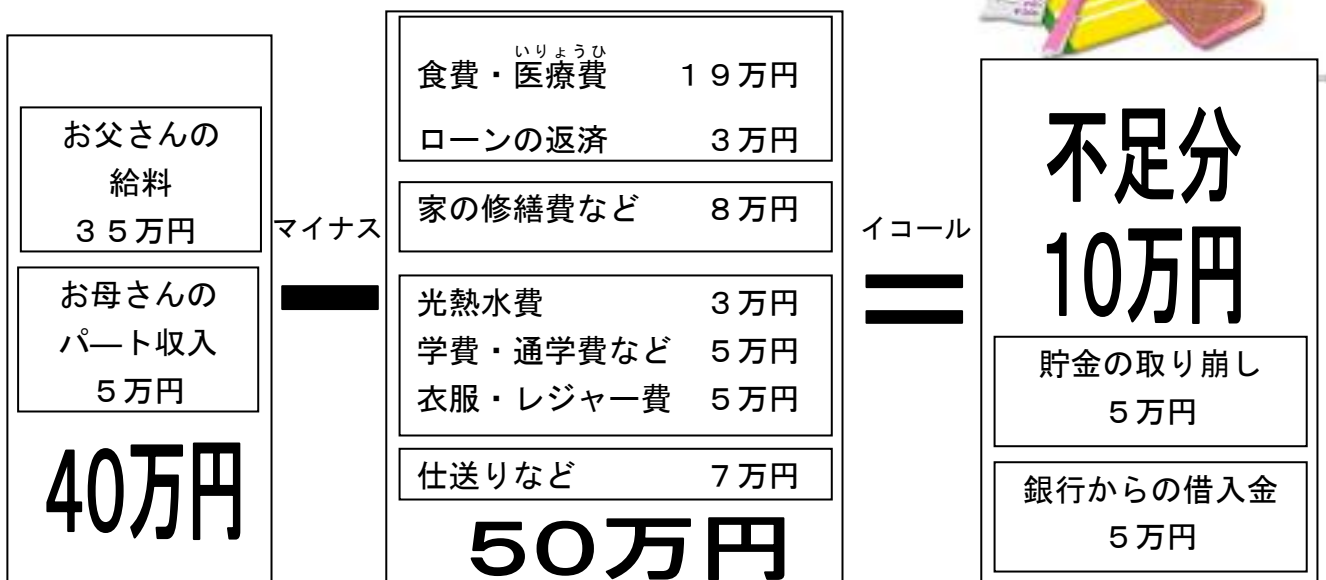 お父さんの
給料
３５万円
お母さんの
パート収入
５万円
40万円
マイナス
いりょうひ
食費・医療費　１９万円
ローンの返済　３万円
家の修繕費など　８万円
光熱水費　３万円
学費・通学費など　５万円
衣服・レジャー費　５万円
仕送りなど　７万円
５０万円
イコール
不足分
10万円
貯金の取り崩し
５万円
銀行からの借入金
５万円